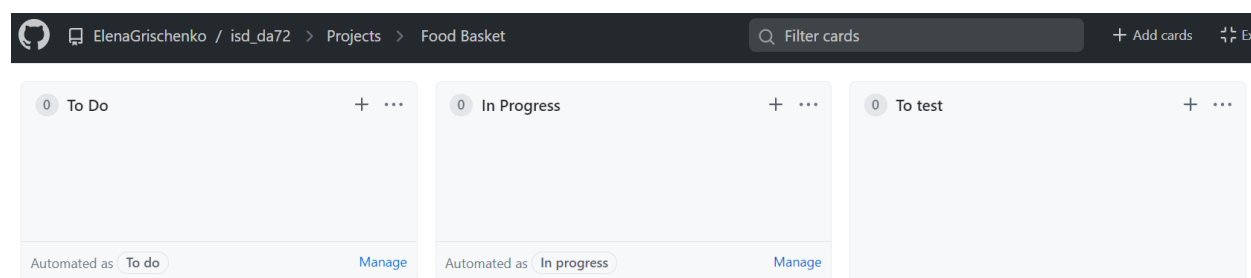 ElenaGrischenko / isd_da72 > Projects > Food Basket Filter cards + Add cards
0 To Do + ...
0 In Progress + ...
0 To test + ...
Automated as To do Manage
Automated as In progress Manage